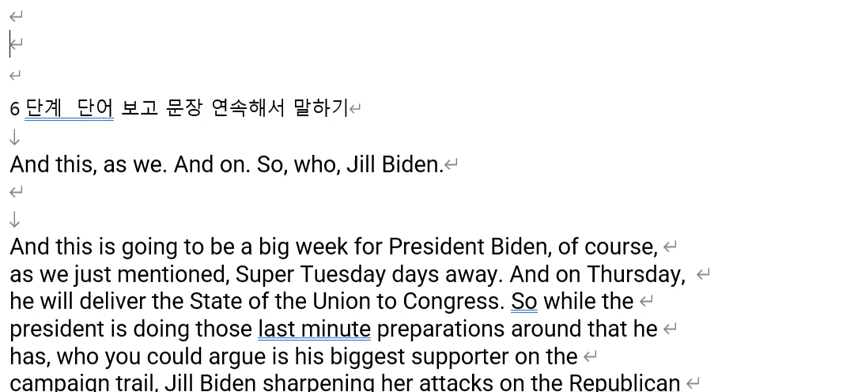 6 단계 단어 보고 문장 연속해서 말하기
And this, as we. And on. So, who, Jill Biden.
And this is going to be a big week for President Biden, of course,
as we just mentioned, Super Tuesday days away. And on Thursday,
he will deliver the State of the Union to Congress. So while the
president is doing those last minute preparations around that he
has, who you could argue is his biggest supporter on the
campaign trail, Jill Biden sharpening her attacks on the Republican